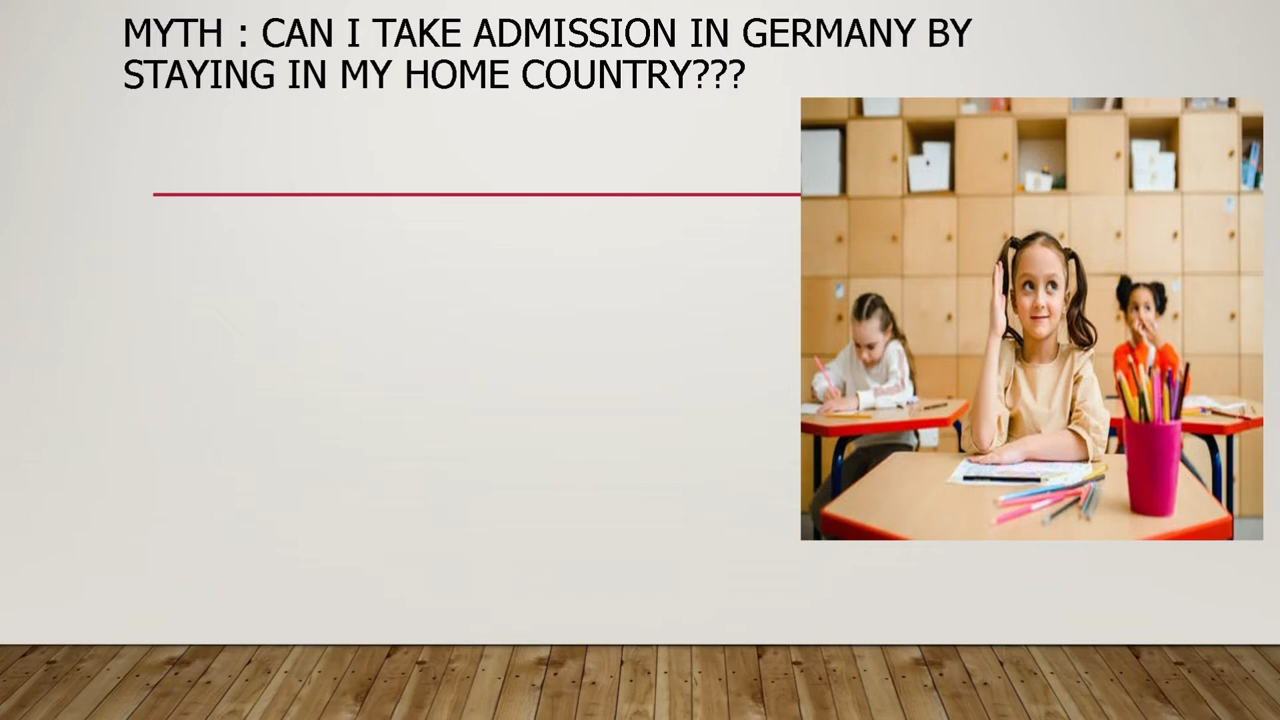 MYTH : CAN I TAKE ADMISSION IN GERMANY BY
STAYING IN MY HOME COUNTRY???